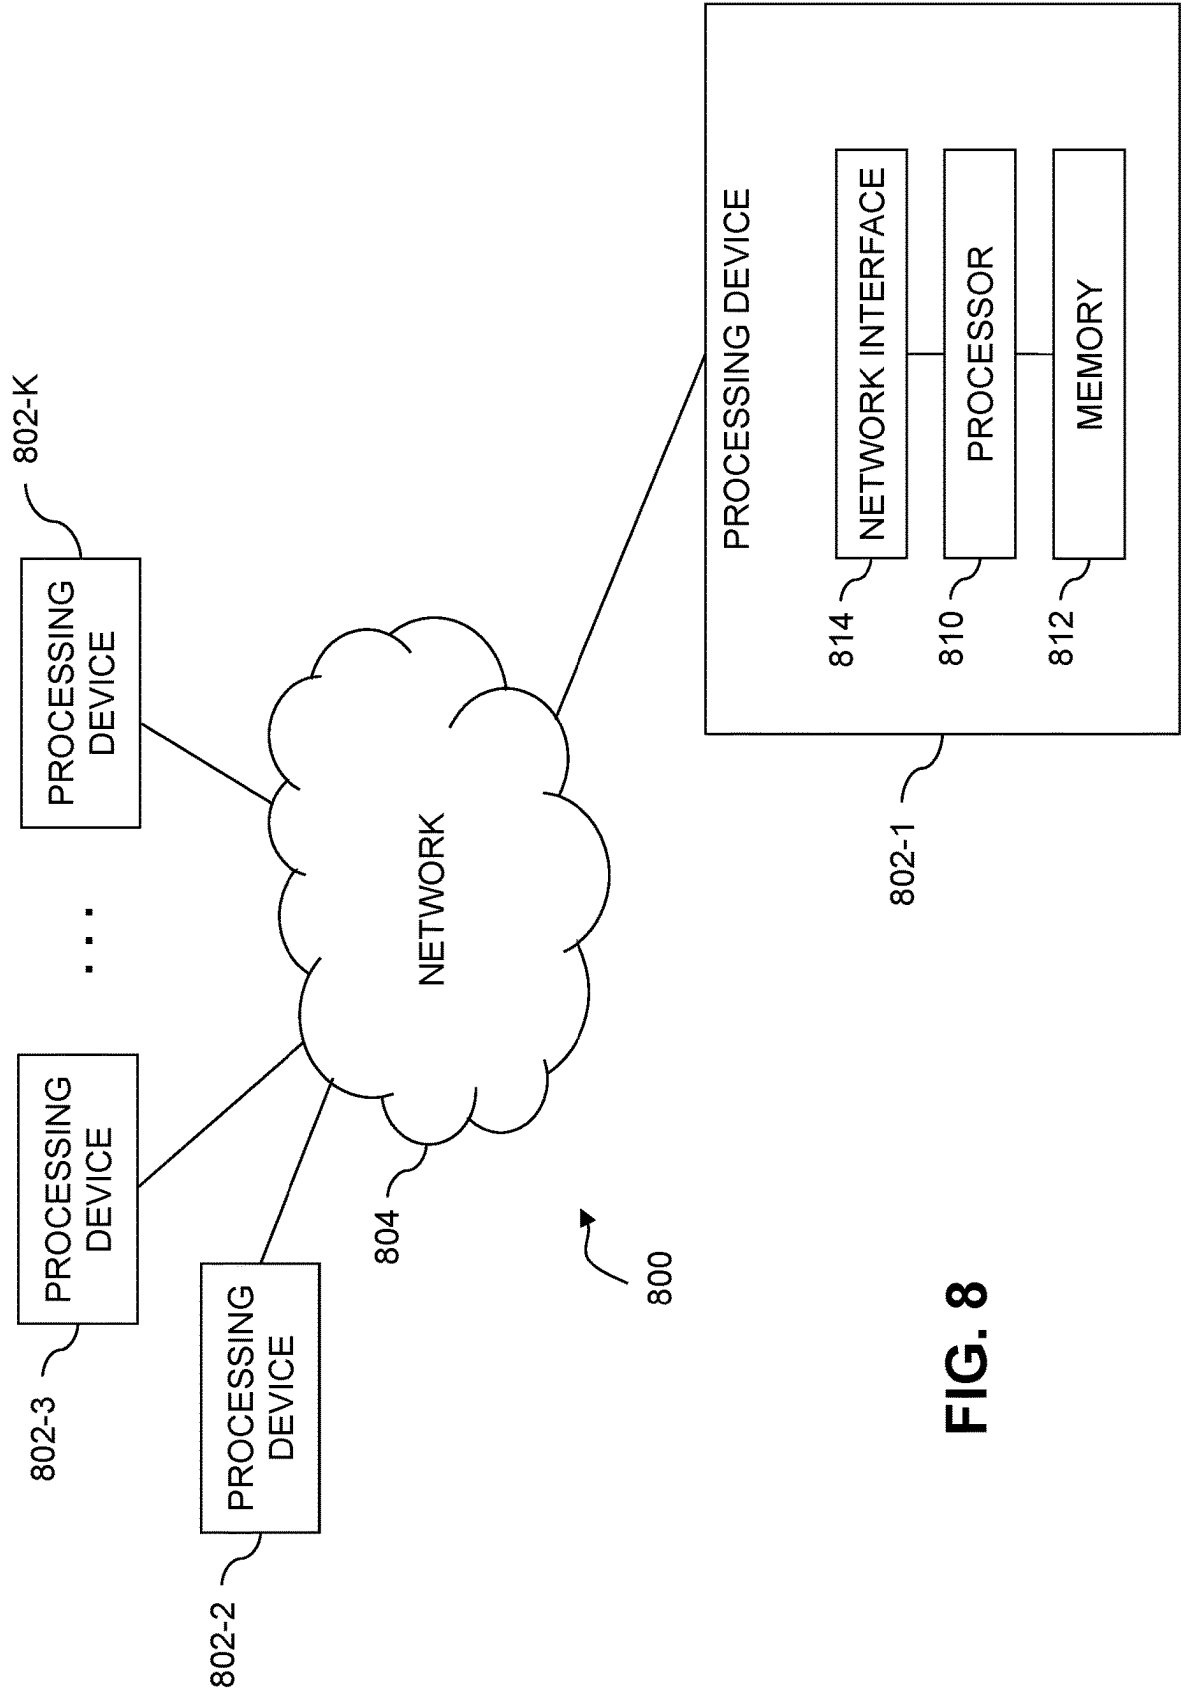 802-2
PROCESSING
DEVICE
802-3
PROCESSING
DEVICE
. . .
802-K
PROCESSING
DEVICE
804
NETWORK
800
802-1
PROCESSING DEVICE
814
NETWORK INTERFACE
810
PROCESSOR
812
MEMORY
FIG. 8